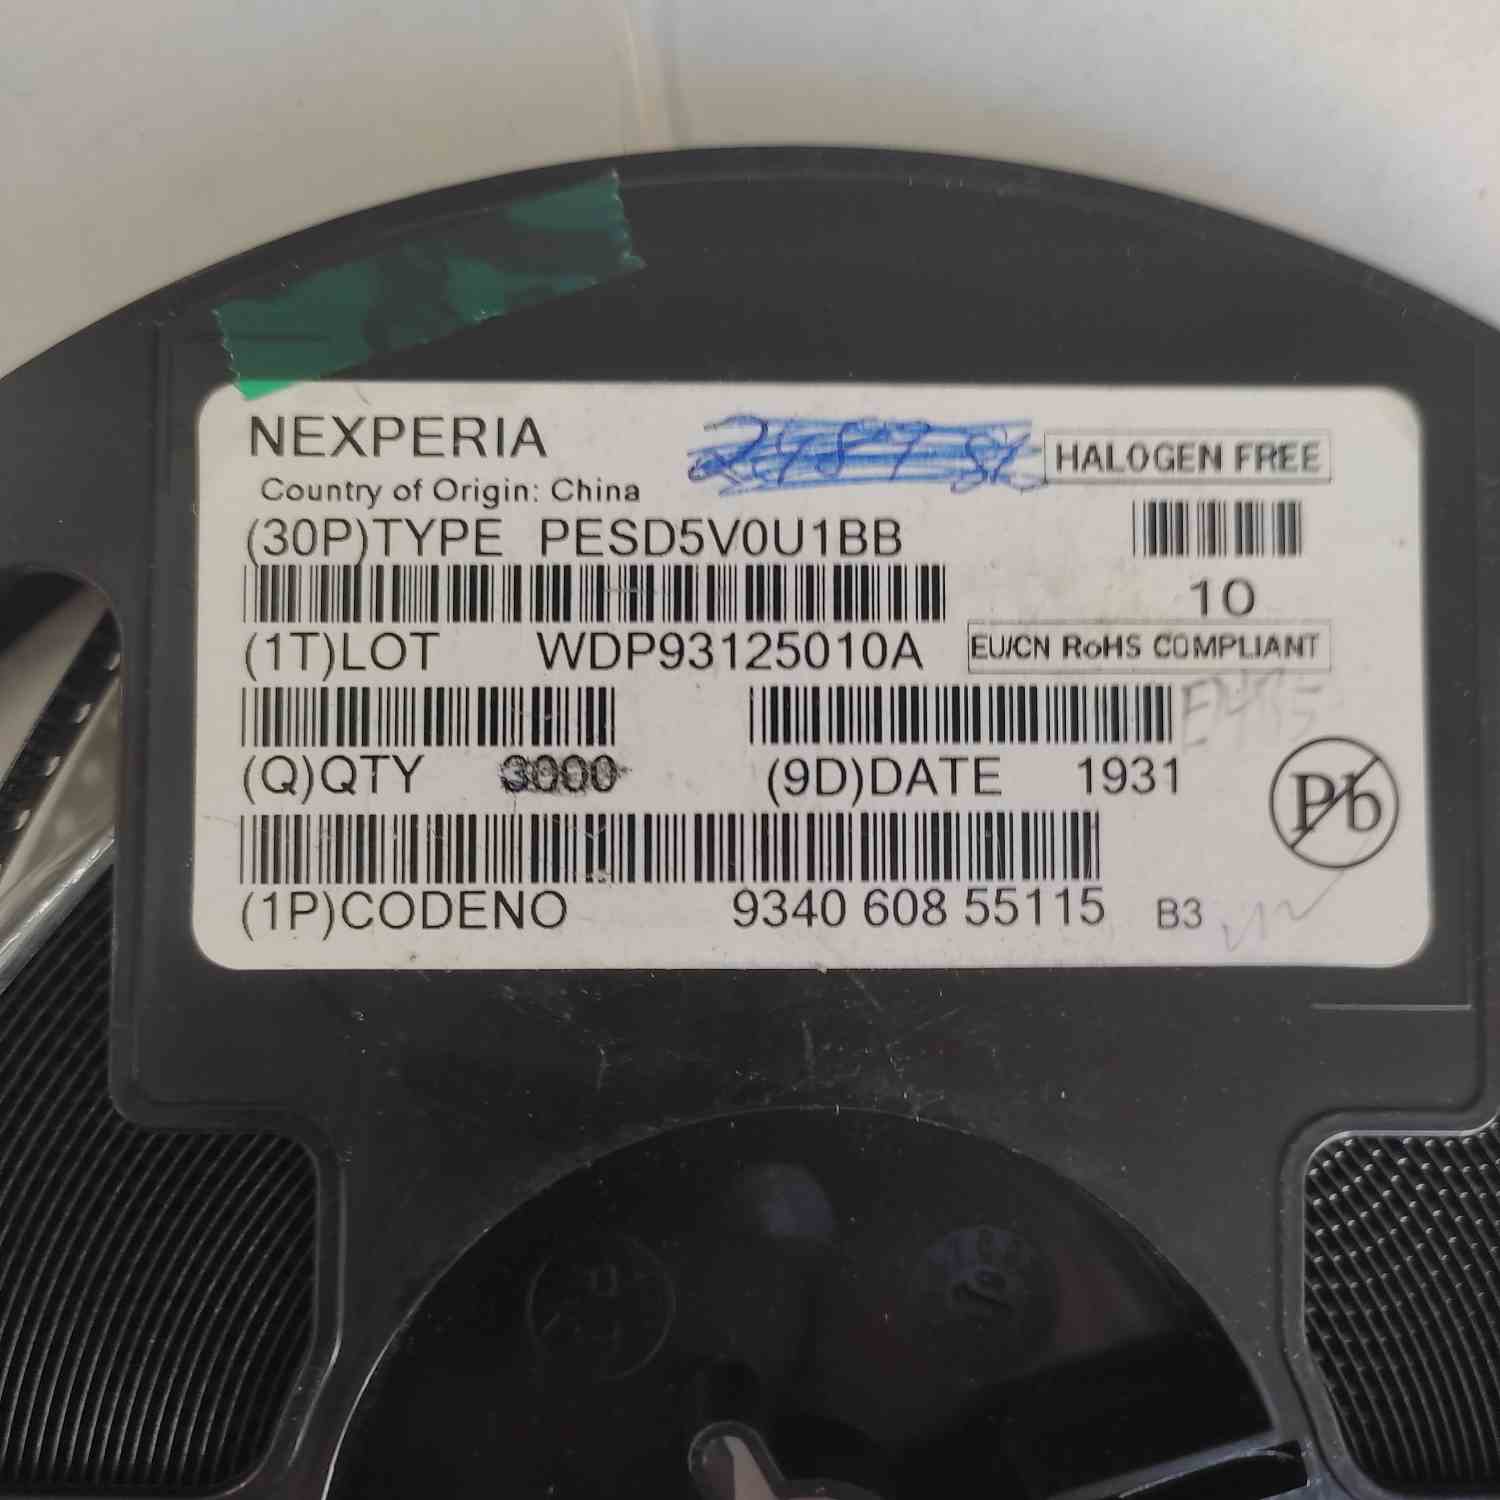 NEXPERIA
HALOGEN FREE
Country of Origin: China
(30P)TYPE PESD5V0U1BB
10
(1T)LOT WDP93125010A
EU/CN RoHS COMPLIANT
(Q)QTY 3000
(9D)DATE 1931
Pb
(1P)CODENO 9340 608 55115 B3